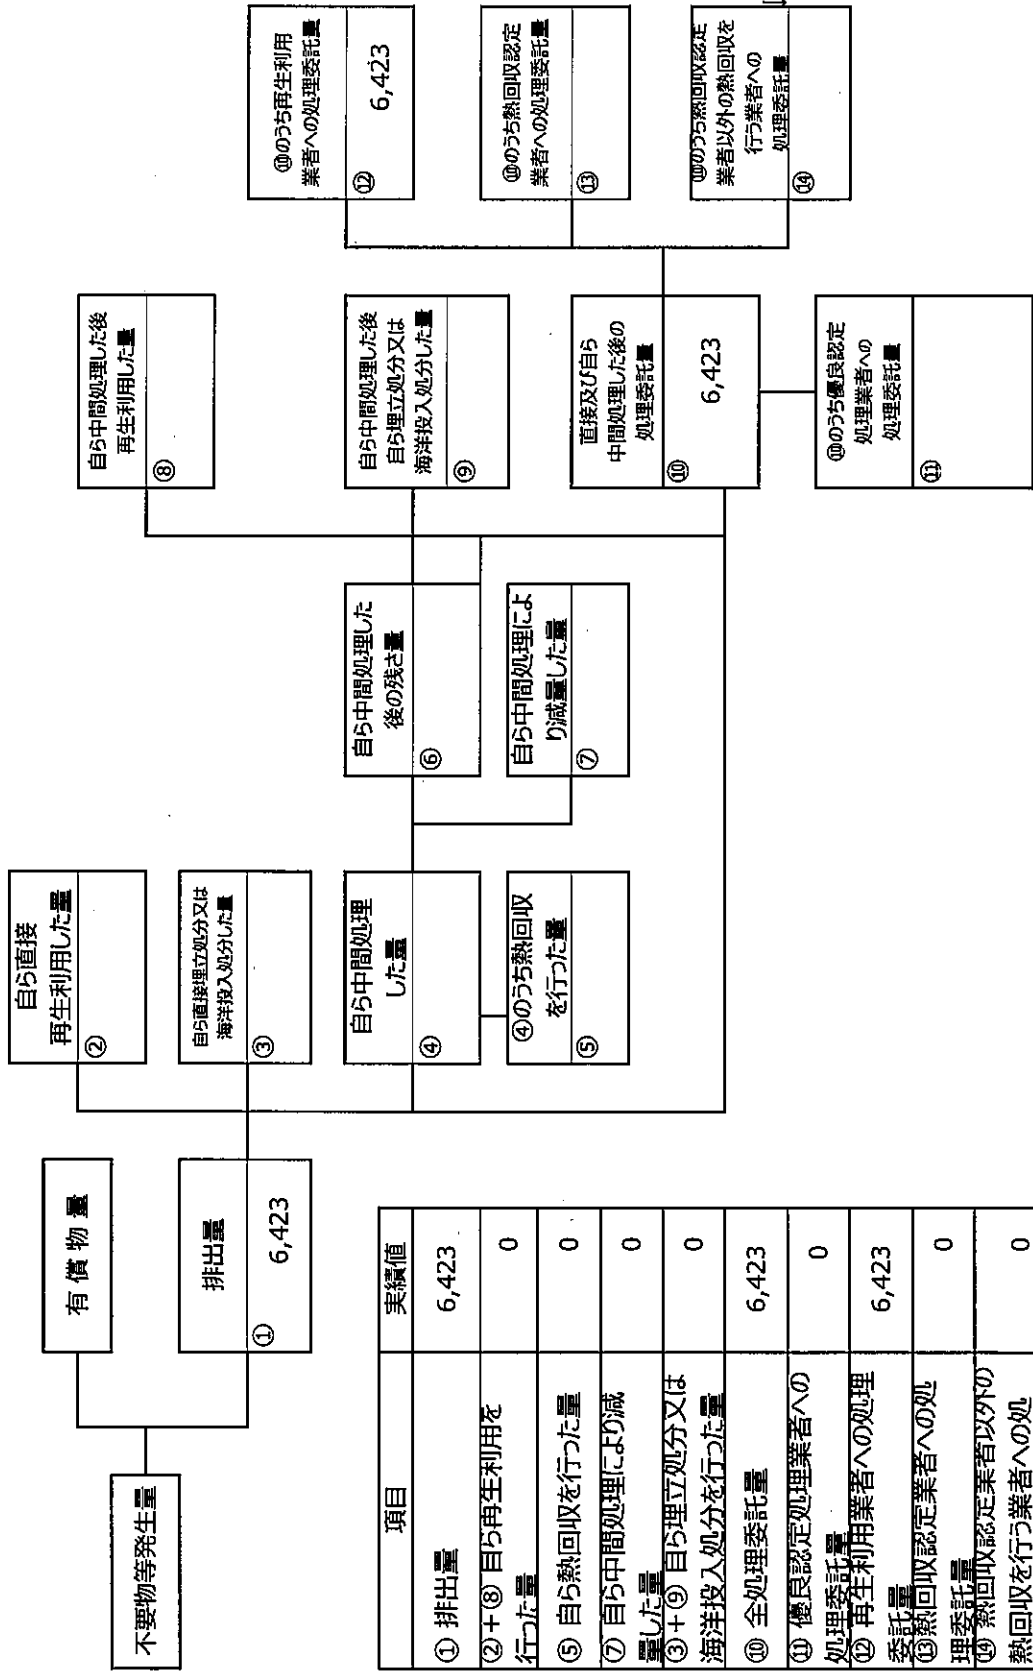 不要物等発生量
有償物量
排出量
①
6,423
自ら直接
再生利用した量
②
自ら直接埋立処分又は
海洋投入処分した量
③
自ら中間処理
した量
④
④のうち熱回収
を行った量
⑤
自ら中間処理した
後の残さ量
⑥
自ら中間処理によ
り減量した量
⑦
自ら中間処理した後
再生利用した量
⑧
自ら中間処理した後
自ら埋立処分又は
海洋投入処分した量
⑨
直接及び自ら
中間処理した後の
処理委託量
⑩
6,423
⑩のうち優良認定
処理業者への
処理委託量
⑪
⑩のうち再生利用
業者への処理委託量
⑫
6,423
⑩のうち熱回収認定
業者への処理委託量
⑬
⑩のうち熱回収認定
業者以外の熱回収を
行う業者への
処理委託量
⑭
項目 実績値
① 排出量 6,423
②+⑧ 自ら再生利用を
行った量 0
⑤ 自ら熱回収を行った量 0
⑦ 自ら中間処理により減
量した量 0
③+⑨ 自ら埋立処分又は
海洋投入処分を行った量 0
⑩ 全処理委託量 6,423
⑪ 優良認定処理業者への
処理委託量 0
⑫ 再生利用業者への処理
委託量 6,423
⑬熱回収認定業者への処
理委託量 0
⑭ 熱回収認定業者以外の
熱回収を行う業者への処 0